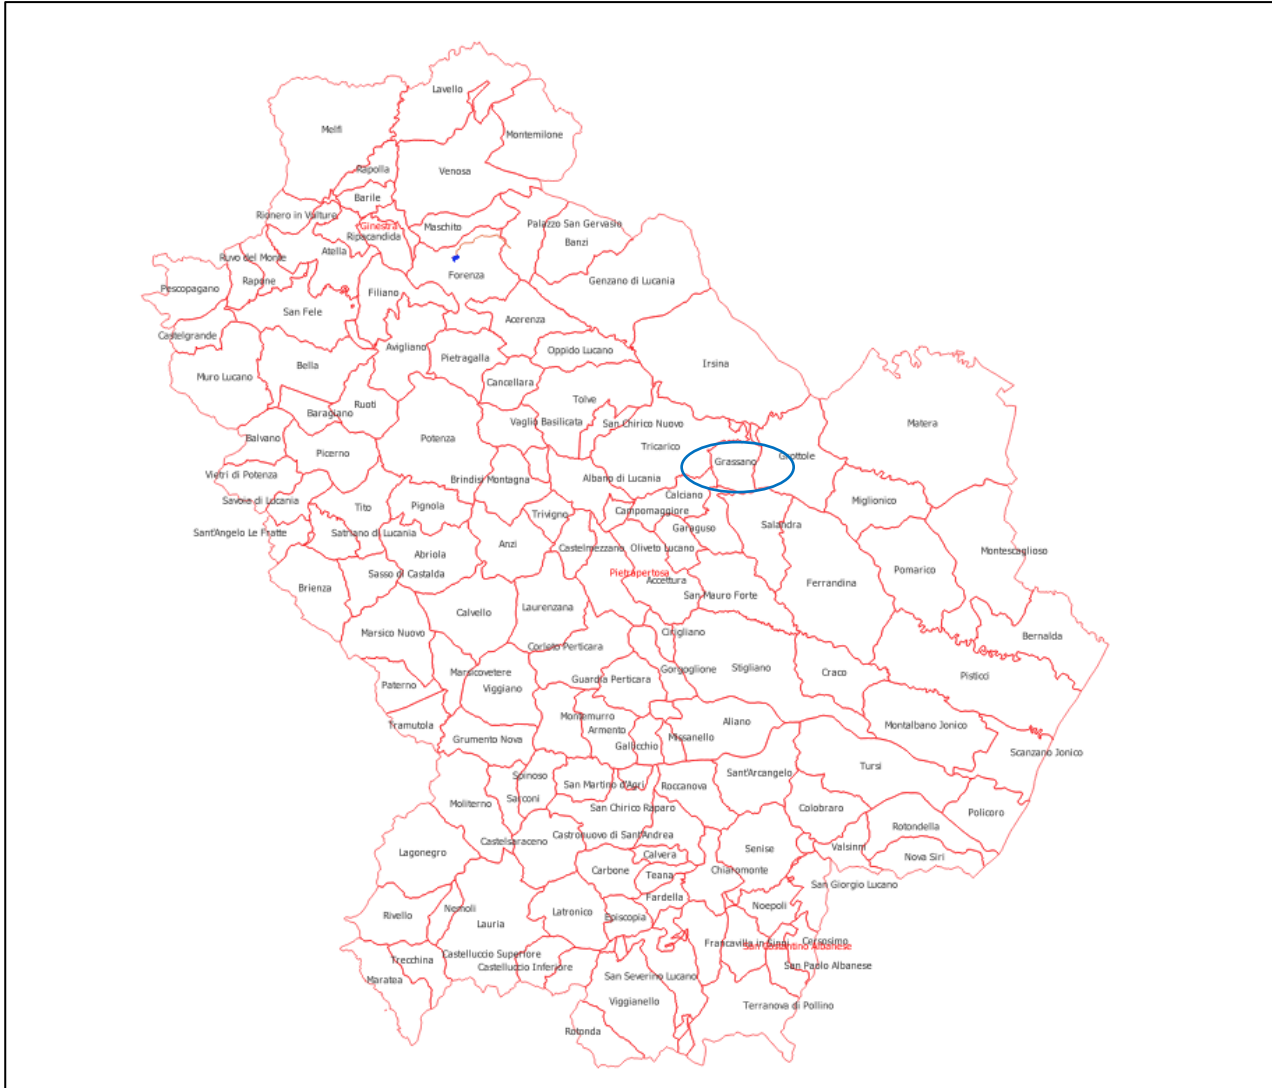 Lavello
Melfi
Montemilone
Rapolla
Venosa
Barile
Rionero in Vulture
Ginestra
Maschito
Palazzo San Gervasio
Ripacandida
Banzi
Atella
Ruvo del Monte
Forenza
Rapone
Genzano di Lucania
Pescopagano
Filiano
San Fele
Acerenza
Castelgrande
Avigliano
Oppido Lucano
Pietragalla
Irsina
Bella
Muro Lucano
Cancellara
Tolve
Ruoti
Baragiano
Vaglio Basilicata
San Chirico Nuovo
Matera
Balvano
Potenza
Tricarico
Picerno
Grottole
Grassano
Vietri di Potenza
Brindisi Montagna
Albano di Lucania
Calciano
Savoia di Lucania
Miglionico
Tito
Pignola
Campomaggiore
Trivigno
Salandra
Sant'Angelo Le Fratte
Satriano di Lucania
Garaguso
Anzi
Castelmezzano
Oliveto Lucano
Montescaglioso
Abriola
Pomarico
Sasso di Castalda
Pietrapertosa
Accettura
Ferrandina
Brienza
San Mauro Forte
Calvello
Laurenzana
Marsico Nuovo
Cirigliano
Bernalda
Corleto Perticara
Marsicovetere
Gorgoglione
Stigliano
Craco
Pisticci
Guardia Perticara
Paterno
Viggiano
Montemurro
Tramutola
Aliano
Montalbano Jonico
Armento
Grumento Nova
Missanello
Gallicchio
Scanzano Jonico
Tursi
Spinoso
Sant'Arcangelo
San Martino d'Agri
Roccanova
Sarconi
Moliterno
San Chirico Raparo
Colobraro
Policoro
Rotondella
Castronuovo di Sant'Andrea
Castelsaraceno
Valsinni
Senise
Lagonegro
Calvera
Nova Siri
Carbone
Chiaromonte
Teana
San Giorgio Lucano
Fardella
Noepoli
Nemoli
Latronico
Rivello
Episcopia
Lauria
Francavilla in Sinni
Cersosimo
San Costantino Albanese
Castelluccio Superiore
Trecchina
Castelluccio Inferiore
San Paolo Albanese
San Severino Lucano
Maratea
Viggianello
Terranova di Pollino
Rotonda